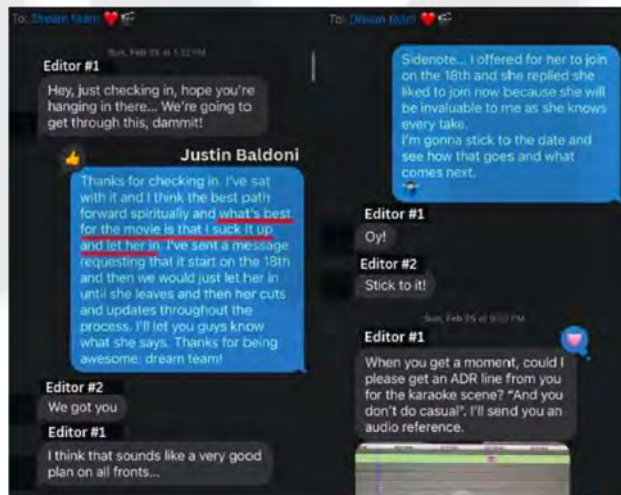 To: Dream team ❤️🎬
Sun, Feb 25 at 1:12 PM
Editor #1
Hey, just checking in, hope you're
hanging in there... We're going to
get through this, dammit!
Justin Baldoni
Thanks for checking in. I've sat
with it and I think the best path
forward spiritually and what's best
for the movie is that I suck it up
and let her in. I've sent a message
requesting that it start on the 18th
and then we would just let her in
until she leaves and then her cuts
and updates throughout the
process. I'll let you guys know
what she says. Thanks for being
awesome. dream team!
Editor #2
We got you
Editor #1
I think that sounds like a very good
plan on all fronts...
To: Dream team ❤️🎬
Sidenote... I offered for her to join
on the 18th and she replied she
liked to join now because she will
be invaluable to me as she knows
every take.
I'm gonna stick to the date and
see how that goes and what
comes next.
Editor #1
Oy!
Editor #2
Stick to it!
Sun, Feb 25 at
Editor #1
When you get a moment, could I
please get an ADR line from you
for the karaoke scene? "And you
don't do casual". I'll send you an
audio reference.